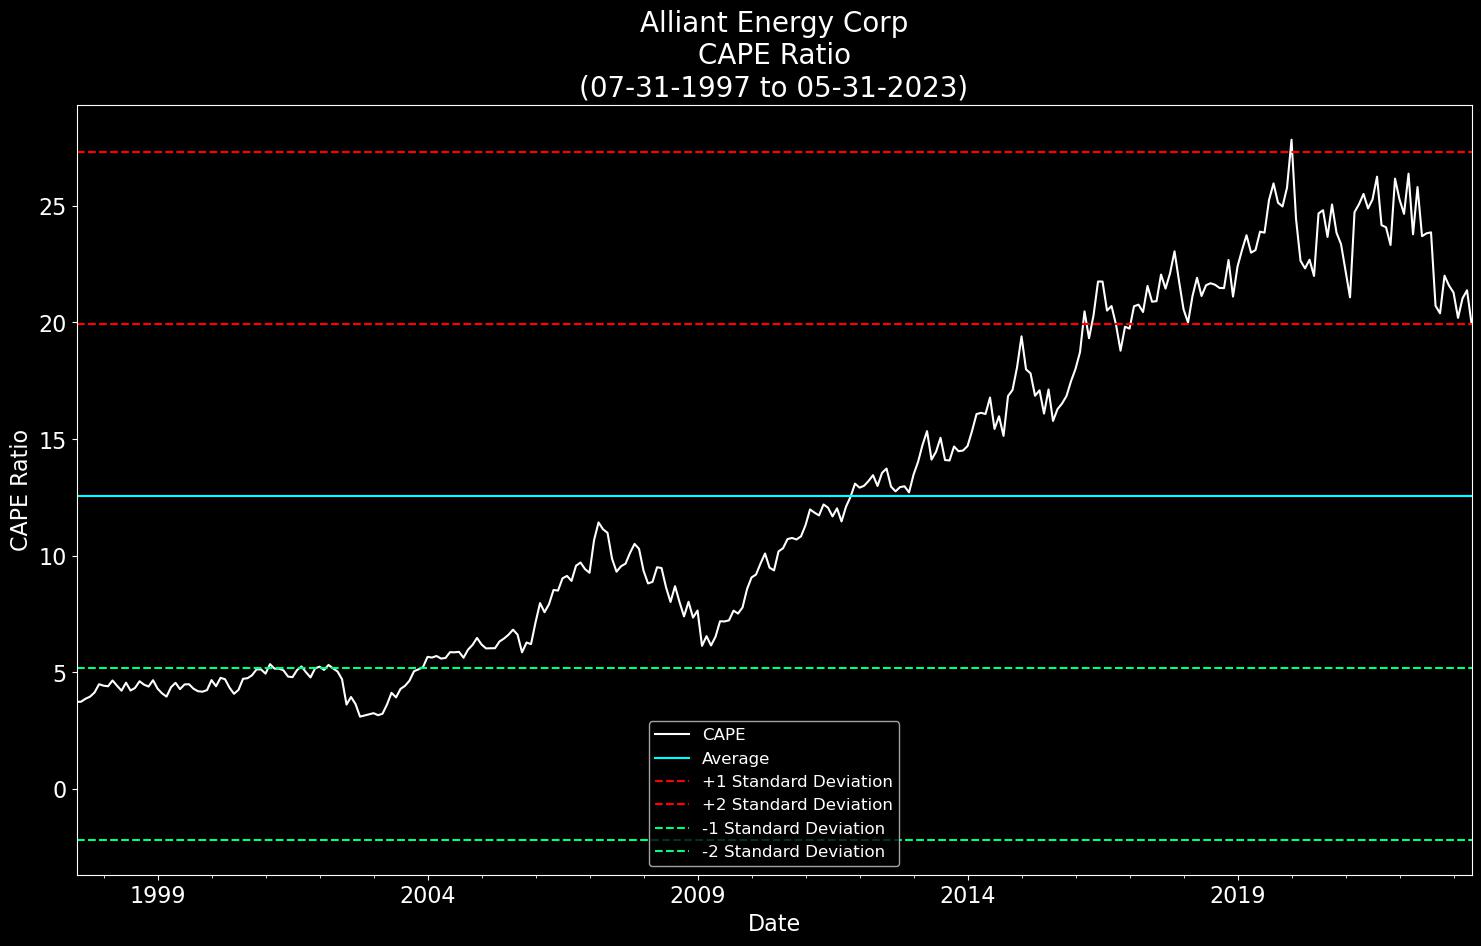 Alliant Energy Corp
CAPE Ratio
(07-31-1997 to 05-31-2023)
CAPE Ratio
25
20
15
10
5
0
CAPE
Average
+1 Standard Deviation
+2 Standard Deviation
-1 Standard Deviation
-2 Standard Deviation
1999 2004 2009 2014 2019
Date